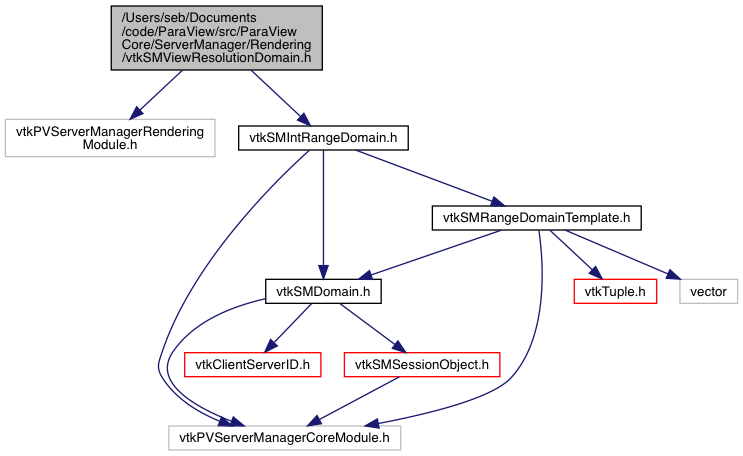 /Users/seb/Documents
/code/ParaView/src/ParaView
Core/ServerManager/Rendering
/vtkSMViewResolutionDomain.h
vtkPVServerManagerRendering
Module.h
vtkSMIntRangeDomain.h
vtkSMRangeDomainTemplate.h
vtkSMDomain.h
vtkTuple.h
vector
vtkClientServerID.h
vtkSMSessionObject.h
vtkPVServerManagerCoreModule.h